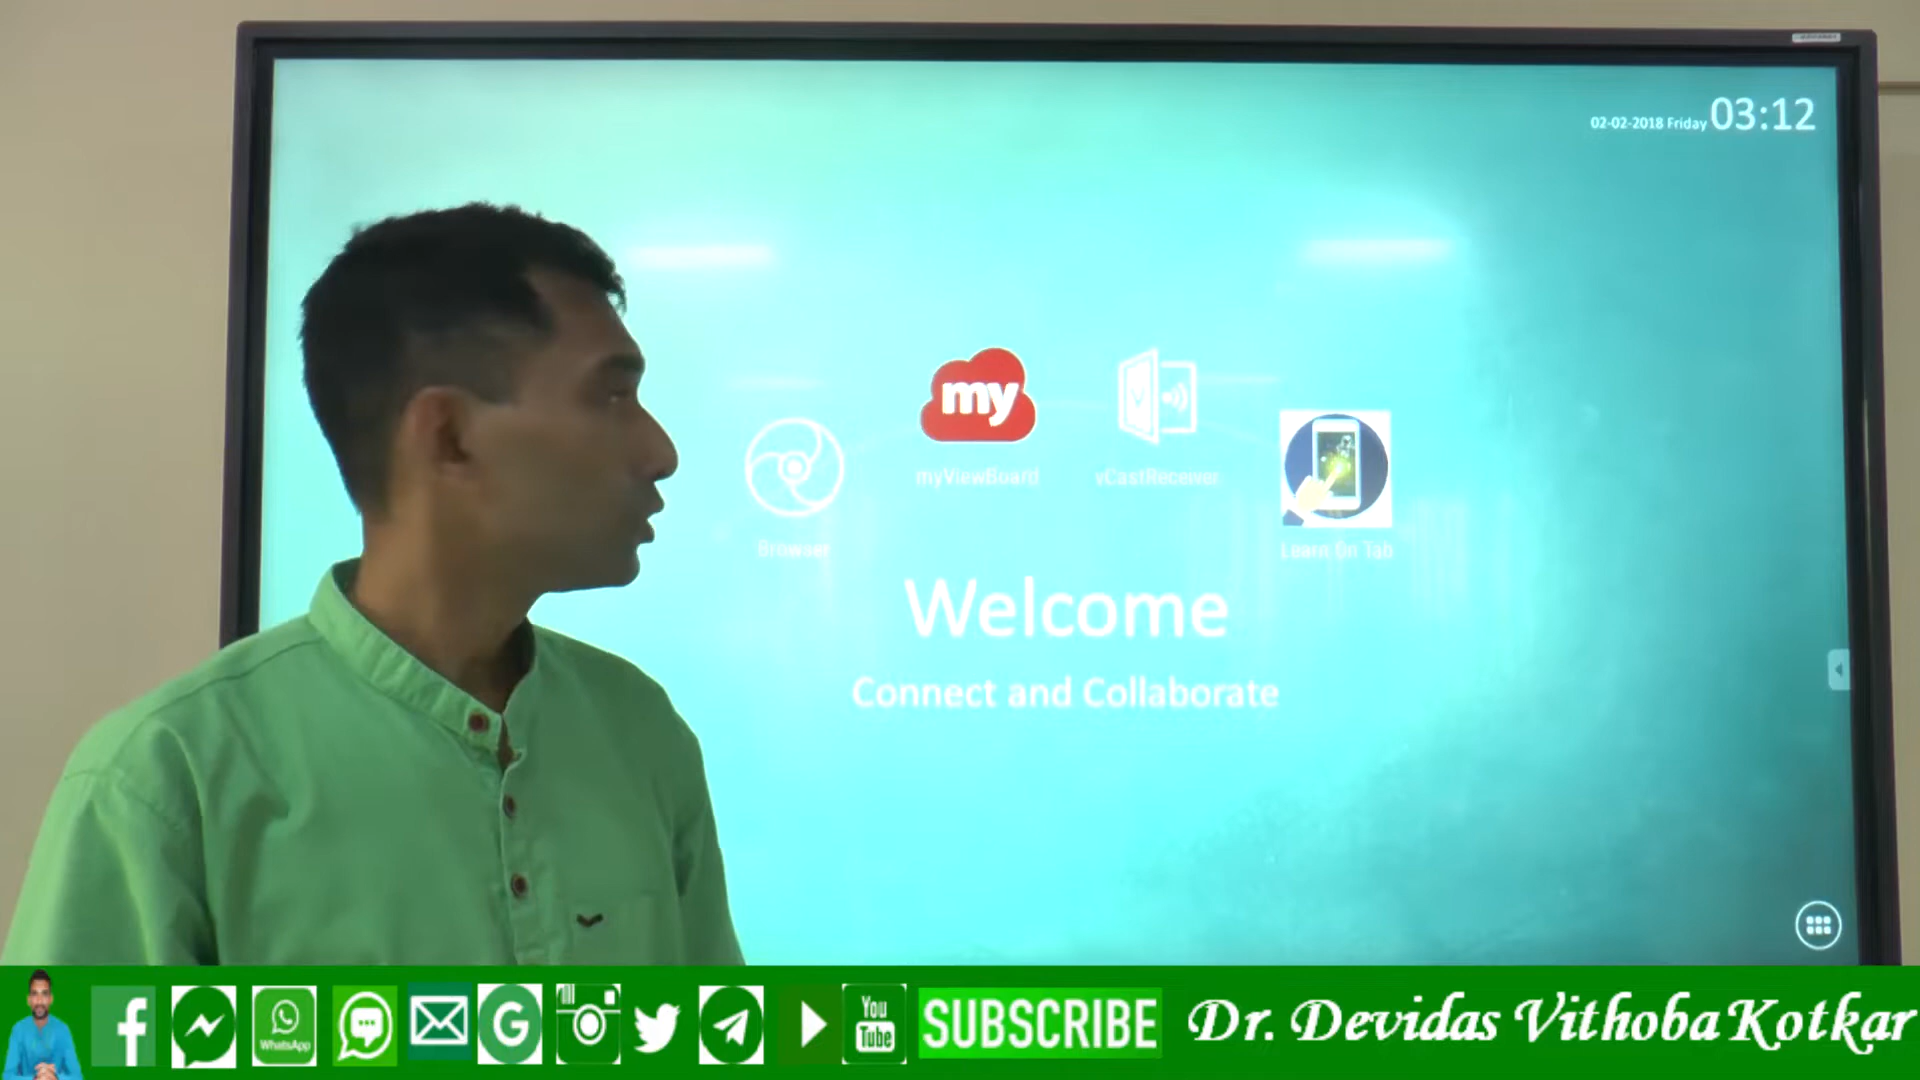 02-02-2018 Friday 03:12
my
myViewBoard
vCastReceiver
Browser
Learn On Tab
Welcome
Connect and Collaborate
WhatsApp
G
You
Tube
SUBSCRIBE
Dr. Devidas Vithoba Kotkar